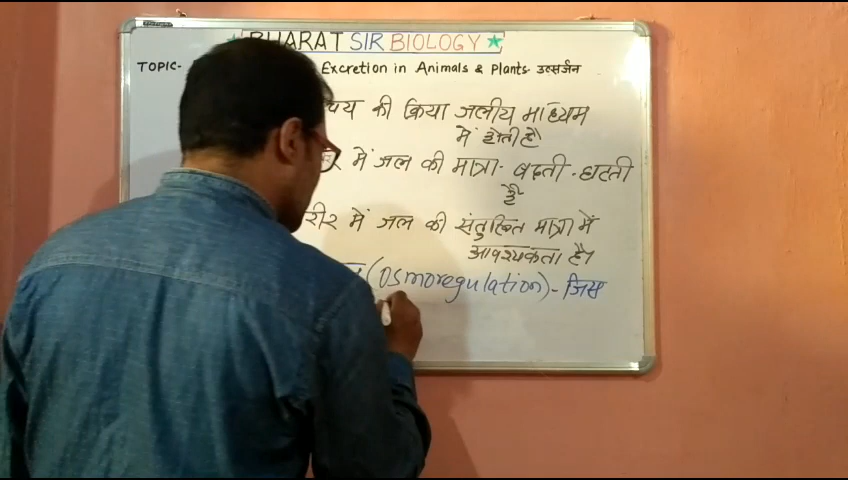 BHARAT SIR BIOLOGY
TOPIC- Excretion in Animals & Plants. उत्सर्जन
की क्रिया जलीय माध्यम
में होती है
में जल की मात्रा- बढ़ती - घटती
है
में जल की संतुलित मात्रा में
आवश्यकता है।
(Osmoregulation)- जिस